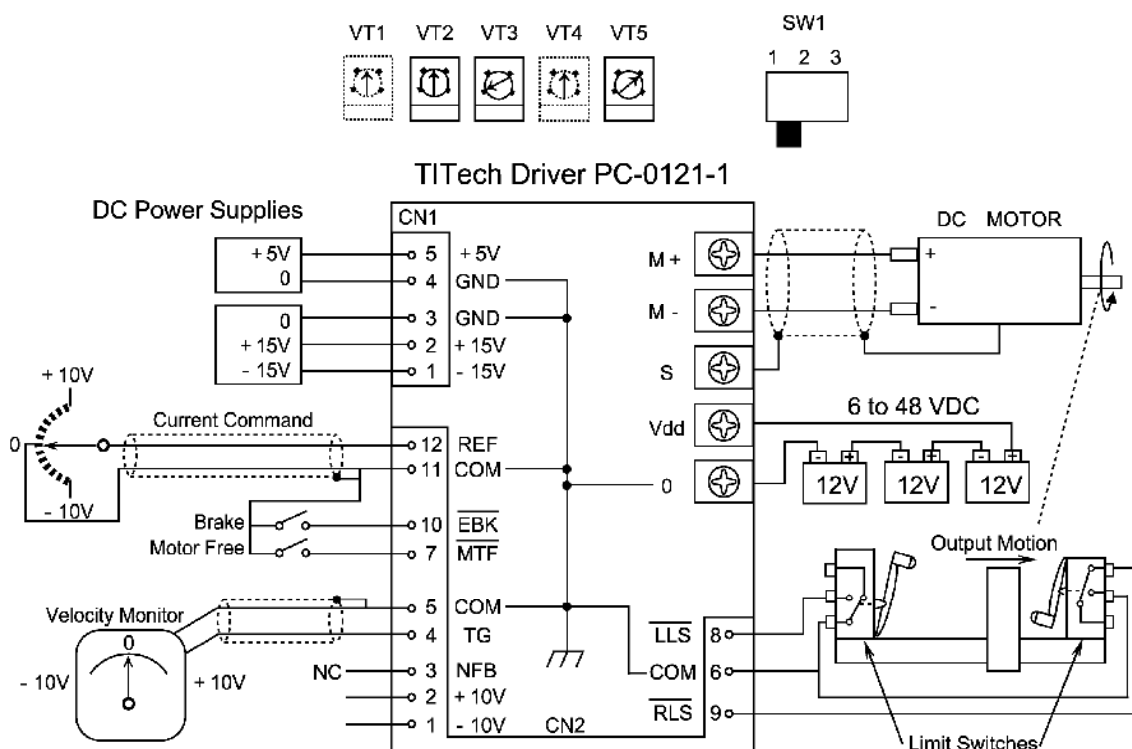 VT1 VT2 VT3 VT4 VT5
SW1
1 2 3
TITech Driver PC-0121-1
DC Power Supplies
CN1
+5V 5 +5V
0 4 GND
0 3 GND
+15V 2 +15V
-15V 1 -15V
M+
M-
S
Vdd
0
DC MOTOR
+
-
6 to 48 VDC
- + - + - +
12V 12V 12V
+10V
0
-10V
Current Command
12 REF
11 COM
Brake 10 EBK
Motor Free 7 MTF
Velocity Monitor
0
-10V +10V
5 COM
4 TG
NC 3 NFB
2 +10V
1 -10V
CN2
LLS 8
COM 6
RLS 9
Output Motion
Limit Switches